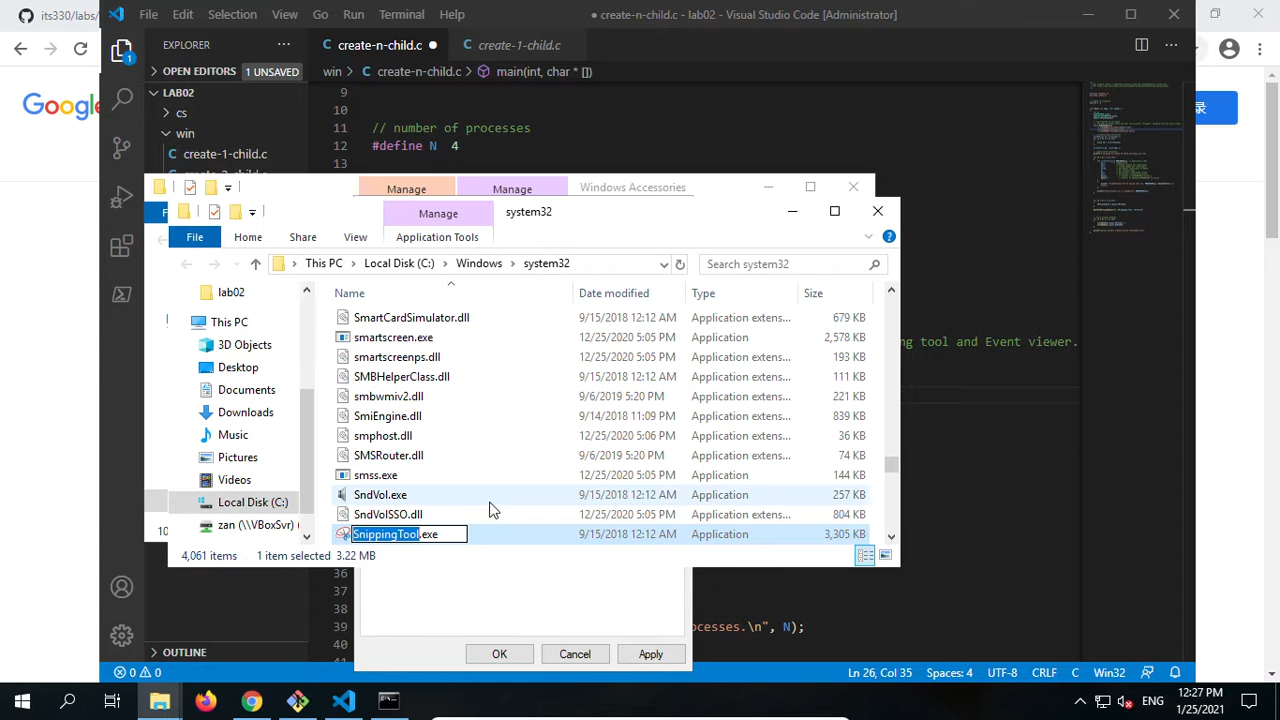 its330/labs/
File Edit Selection View Go Run Terminal Help
● create-n-child.c - lab02 - Visual Studio Code [Administrator]
EXPLORER
create-n-child.c
create-1-child.c
OPEN EDITORS 1 UNSAVED
win > create-n-child.c > main(int, char * [])
LAB02
cs
win
create-1-child.c
9
10
11 // number of processes
12 #define N 4
13
Google
录
1
Manage
Manage
Windows Accessories
Manage
system32
File Home Share View Application Tools
This PC > Local Disk (C:) > Windows > system32
Search system32
lab02
This PC
3D Objects
Desktop
Documents
Downloads
Music
Pictures
Videos
Local Disk (C:)
zan (\\VBoxSvr) (
Name Date modified Type Size
SmartCardSimulator.dll 9/15/2018 12:12 AM Application extens... 679 KB
smartscreen.exe 12/25/2020 5:05 PM Application 2,578 KB
smartscreenps.dll 12/25/2020 5:05 PM Application extens... 193 KB
SMBHelperClass.dll 9/15/2018 12:12 AM Application extens... 111 KB
smbwmiv2.dll 9/6/2019 5:20 PM Application extens... 221 KB
SmiEngine.dll 9/14/2018 11:09 PM Application extens... 839 KB
smphost.dll 12/25/2020 5:06 PM Application extens... 36 KB
SMSRouter.dll 9/6/2019 5:20 PM Application extens... 74 KB
smss.exe 12/25/2020 5:05 PM Application 144 KB
SndVol.exe 9/15/2018 12:12 AM Application 257 KB
SndVolSSO.dll 12/25/2020 5:05 PM Application extens... 804 KB
SnippingTool.exe 9/15/2018 12:12 AM Application 3,305 KB
4,061 items 1 item selected 3.22 MB
ng tool and Event viewer.
36
37
38
39 ocesses.\n", N);
40
OK Cancel Apply
OUTLINE
0 0
Ln 26, Col 35 Spaces: 4 UTF-8 CRLF C Win32
ENG
12:27 PM
1/25/2021